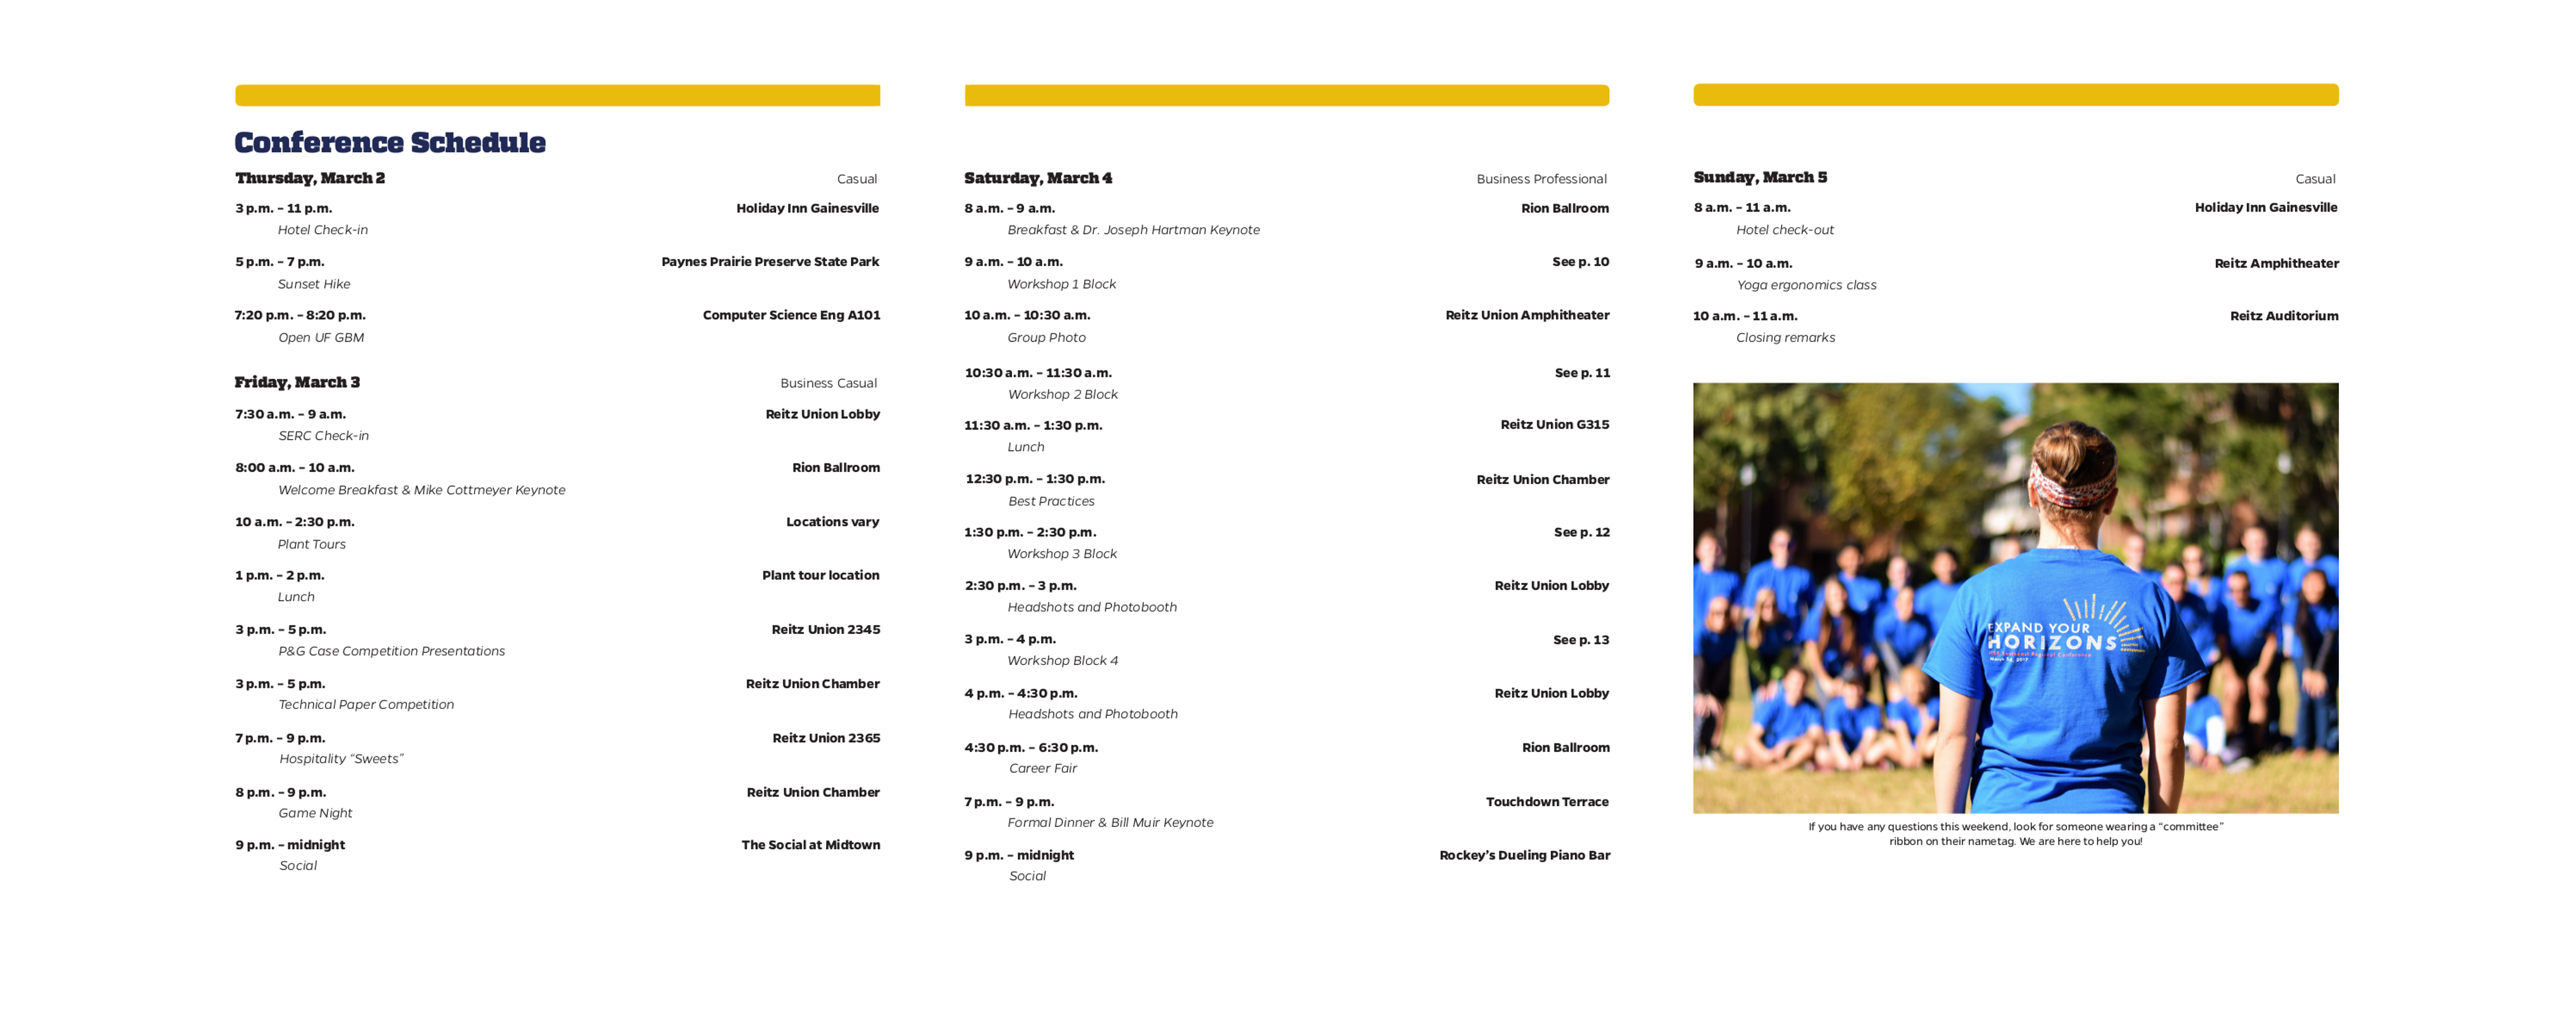 Conference Schedule
Thursday, March 2 Casual
3 p.m. – 11 p.m. Holiday Inn Gainesville
Hotel Check-in
5 p.m. – 7 p.m. Paynes Prairie Preserve State Park
Sunset Hike
7:20 p.m. – 8:20 p.m. Computer Science Eng A101
Open UF GBM
Friday, March 3 Business Casual
7:30 a.m. – 9 a.m. Reitz Union Lobby
SERC Check-in
8:00 a.m. – 10 a.m. Rion Ballroom
Welcome Breakfast & Mike Cottmeyer Keynote
10 a.m. – 2:30 p.m. Locations vary
Plant Tours
1 p.m. – 2 p.m. Plant tour location
Lunch
3 p.m. – 5 p.m. Reitz Union 2345
P&G Case Competition Presentations
3 p.m. – 5 p.m. Reitz Union Chamber
Technical Paper Competition
7 p.m. – 9 p.m. Reitz Union 2365
Hospitality “Sweets”
8 p.m. – 9 p.m. Reitz Union Chamber
Game Night
9 p.m. – midnight The Social at Midtown
Social
Saturday, March 4 Business Professional
8 a.m. – 9 a.m. Rion Ballroom
Breakfast & Dr. Joseph Hartman Keynote
9 a.m. – 10 a.m. See p. 10
Workshop 1 Block
10 a.m. – 10:30 a.m. Reitz Union Amphitheater
Group Photo
10:30 a.m. – 11:30 a.m. See p. 11
Workshop 2 Block
11:30 a.m. – 1:30 p.m. Reitz Union G315
Lunch
12:30 p.m. – 1:30 p.m. Reitz Union Chamber
Best Practices
1:30 p.m. – 2:30 p.m. See p. 12
Workshop 3 Block
2:30 p.m. – 3 p.m. Reitz Union Lobby
Headshots and Photobooth
3 p.m. – 4 p.m. See p. 13
Workshop Block 4
4 p.m. – 4:30 p.m. Reitz Union Lobby
Headshots and Photobooth
4:30 p.m. – 6:30 p.m. Rion Ballroom
Career Fair
7 p.m. – 9 p.m. Touchdown Terrace
Formal Dinner & Bill Muir Keynote
9 p.m. – midnight Rockey’s Dueling Piano Bar
Social
Sunday, March 5 Casual
8 a.m. – 11 a.m. Holiday Inn Gainesville
Hotel check-out
9 a.m. – 10 a.m. Reitz Amphitheater
Yoga ergonomics class
10 a.m. – 11 a.m. Reitz Auditorium
Closing remarks
EXPAND YOUR
HORIZONS
Southeast Regional Conference
If you have any questions this weekend, look for someone wearing a “committee”
ribbon on their nametag. We are here to help you!